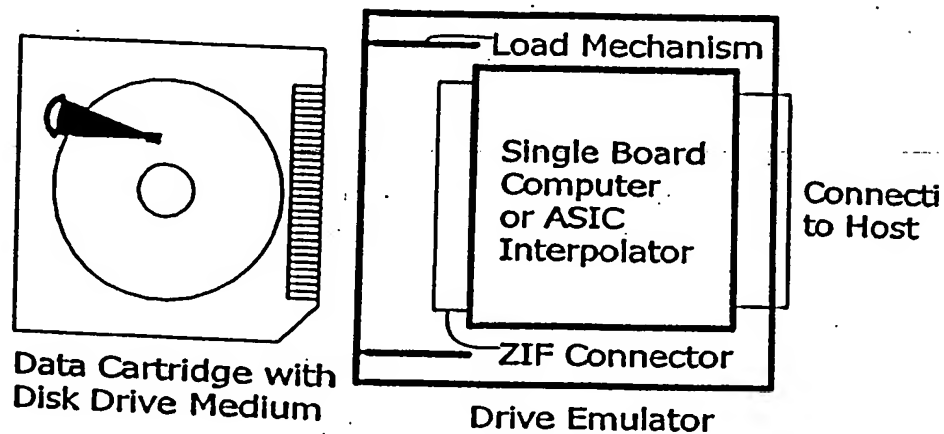 Load Mechanism
Single Board
Computer
or ASIC
Interpolator
Connecti
to Host
ZIF Connector
Data Cartridge with
Disk Drive Medium
Drive Emulator